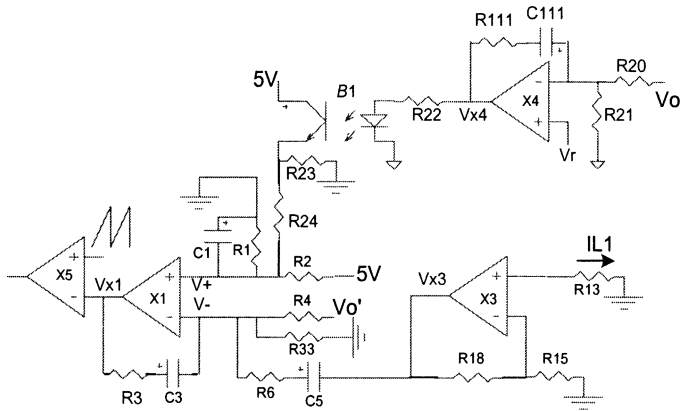 R111
C111
+
5V
B1
R20
-
X4
+
Vx4
R22
R21
Vo
+
Vr
R23
R24
+
C1
R1
IL1
+
X5
-
Vx1
+
X1
-
V+
V-
R2
5V
R4
Vo'
R33
Vx3
+
X3
-
R13
+
R3
C3
+
R6
C5
R18
R15